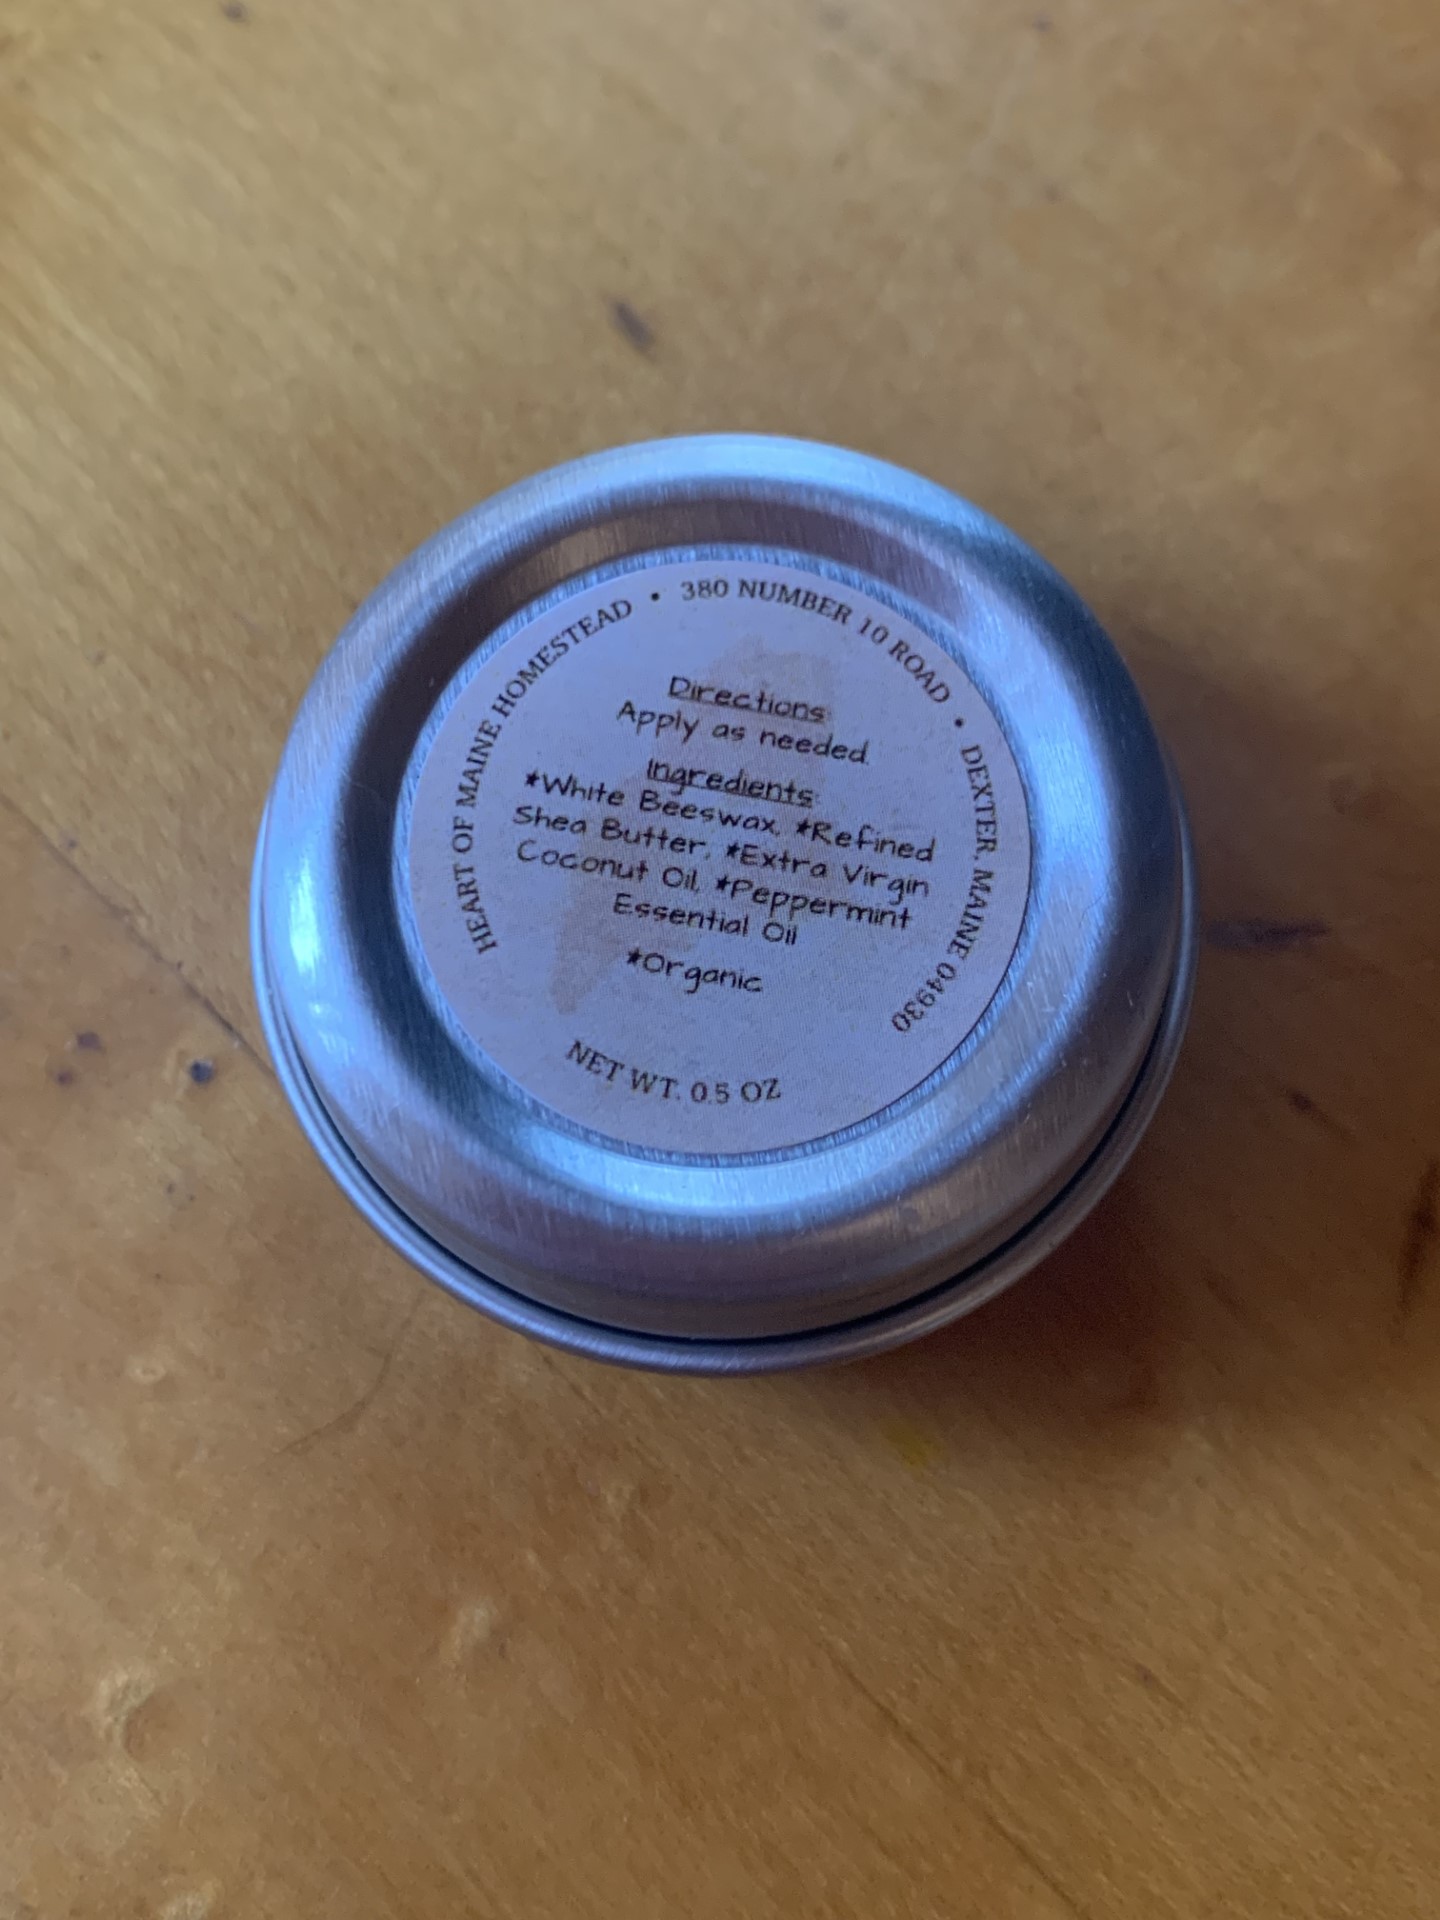 HEART OF MAINE HOMESTEAD • 380 NUMBER 10 ROAD • DEXTER, MAINE 04930
Directions:
Apply as needed.
Ingredients:
*White Beeswax, *Refined
Shea Butter, *Extra Virgin
Coconut Oil, *Peppermint
Essential Oil
*Organic
NET WT. 0.5 OZ